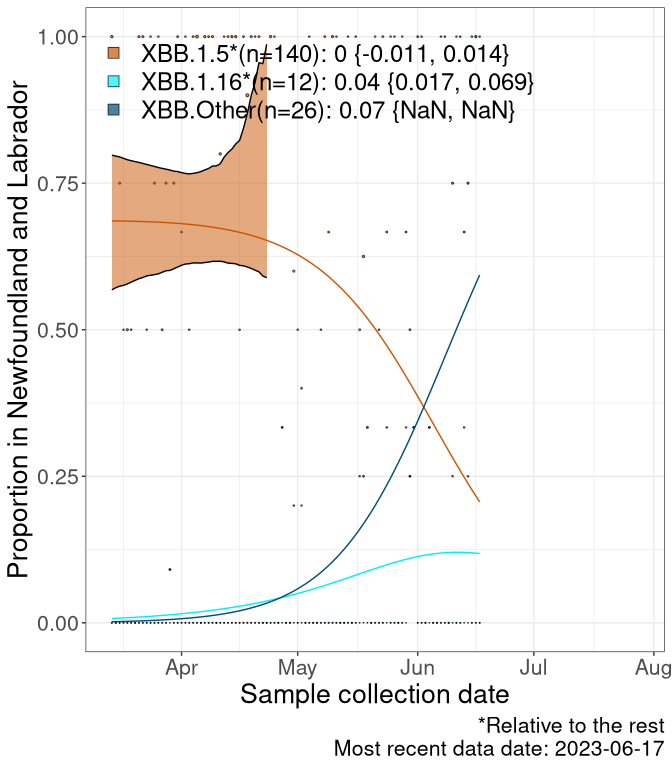 XBB.1.5*(n=140): 0 {-0.011, 0.014}
XBB.1.16*(n=12): 0.04 {0.017, 0.069}
XBB.Other(n=26): 0.07 {NaN, NaN}
Proportion in Newfoundland and Labrador
1.00
0.75
0.50
0.25
0.00
Apr May Jun Jul Aug
Sample collection date
*Relative to the rest
Most recent data date: 2023-06-17